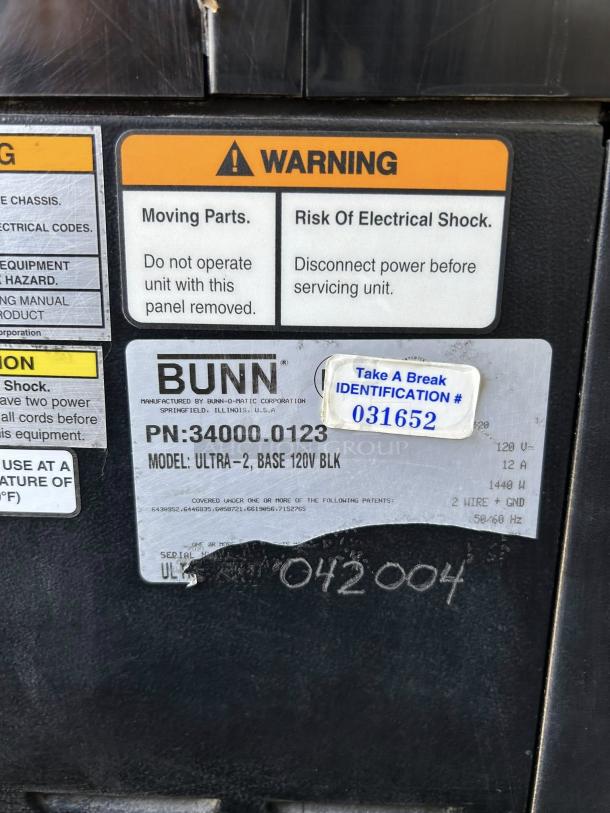 G
E CHASSIS.
ECTRICAL CODES.
EQUIPMENT
HAZARD.
NG MANUAL
RODUCT
orporation
WARNING
Moving Parts.
Do not operate
unit with this
panel removed.
Risk Of Electrical Shock.
Disconnect power before
servicing unit.
ION
Shock.
ave two power
all cords before
is equipment.
USE AT A
ATURE OF
°F)
BUNN®
MANUFACTURED BY BUNN-O-MATIC CORPORATION
SPRINGFIELD, ILLINOIS, U.S.A
Take A Break
IDENTIFICATION #
031652
PN:34000.0123
GROUP
MODEL: ULTRA-2, BASE 120V BLK
120 V~
12 A
1440 W
2 WIRE + GND
50/60 Hz
COVERED UNDER ONE OR MORE OF THE FOLLOWING PATENTS:
SERIAL
UL
042004